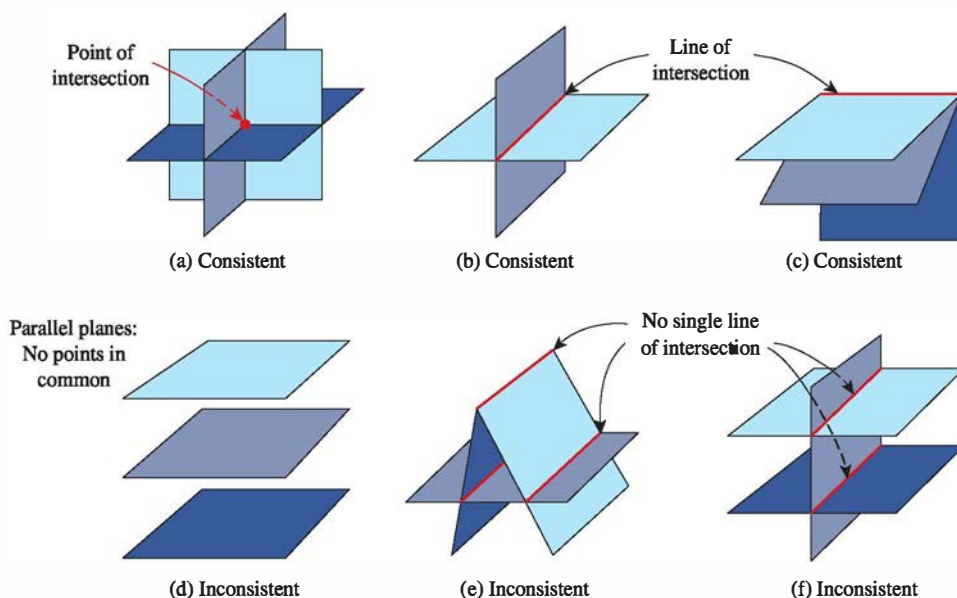 Point of
intersection
Line of
intersection
(a) Consistent
(b) Consistent
(c) Consistent
Parallel planes:
No points in
common
No single line
of intersection
(d) Inconsistent
(e) Inconsistent
(f) Inconsistent